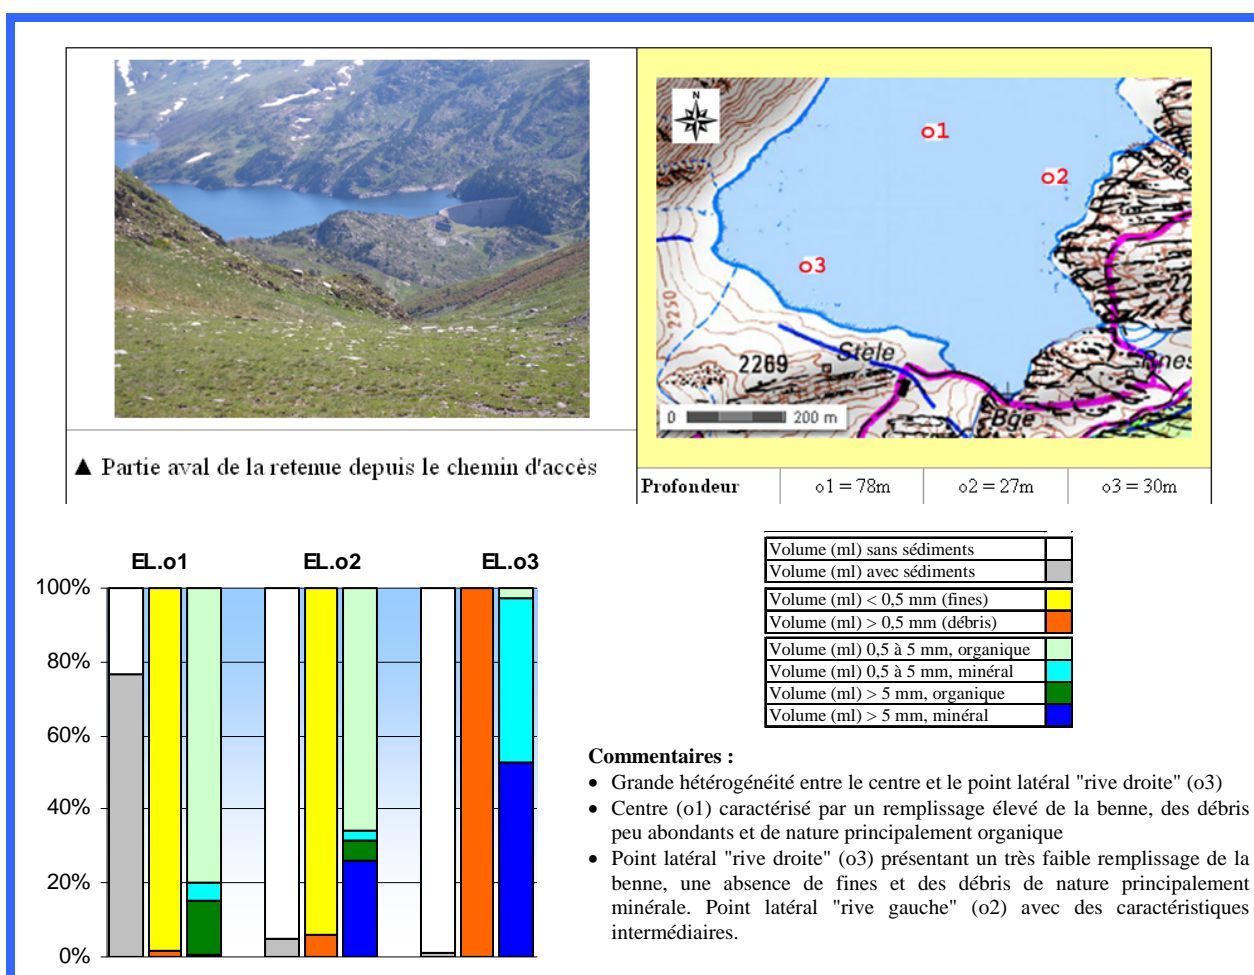 N
o1
o2
o3
2250
2269
Stele
Rnes
Bge
22
0 200 m
▲ Partie aval de la retenue depuis le chemin d'accès
Profondeur o1 = 78m o2 = 27m o3 = 30m
EL.o1 EL.o2 EL.o3
100%
80%
60%
40%
20%
0%
Volume (ml) sans sédiments
Volume (ml) avec sédiments
Volume (ml) < 0,5 mm (fines)
Volume (ml) > 0,5 mm (débris)
Volume (ml) 0,5 à 5 mm, organique
Volume (ml) 0,5 à 5 mm, minéral
Volume (ml) > 5 mm, organique
Volume (ml) > 5 mm, minéral
Commentaires :
• Grande hétérogénéité entre le centre et le point latéral "rive droite" (o3)
• Centre (o1) caractérisé par un remplissage élevé de la benne, des débris
peu abondants et de nature principalement organique
• Point latéral "rive droite" (o3) présentant un très faible remplissage de la
benne, une absence de fines et des débris de nature principalement
minérale. Point latéral "rive gauche" (o2) avec des caractéristiques
intermédiaires.